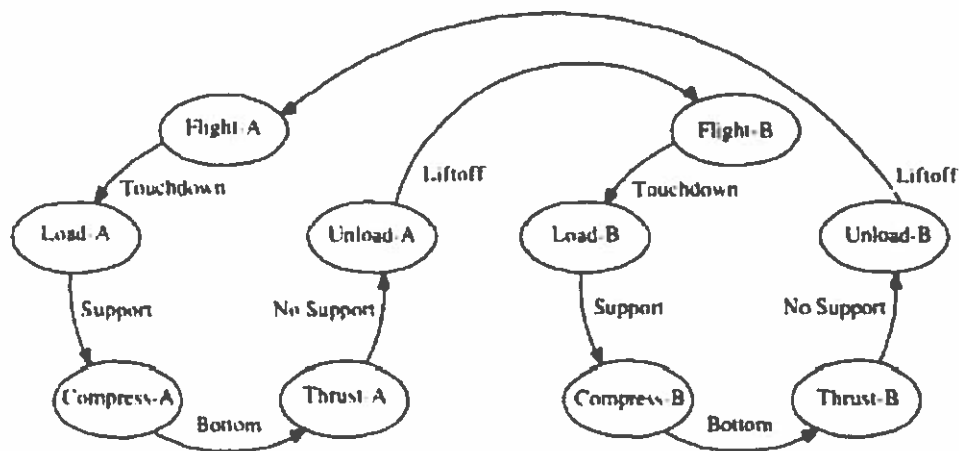 Flight-A
Flight-B
Touchdown
Liftoff
Touchdown
Liftoff
Load-A
Unload-A
Load-B
Unload-B
Support
No Support
Support
No Support
Compress-A
Thrust-A
Compress-B
Thrust-B
Bottom
Bottom